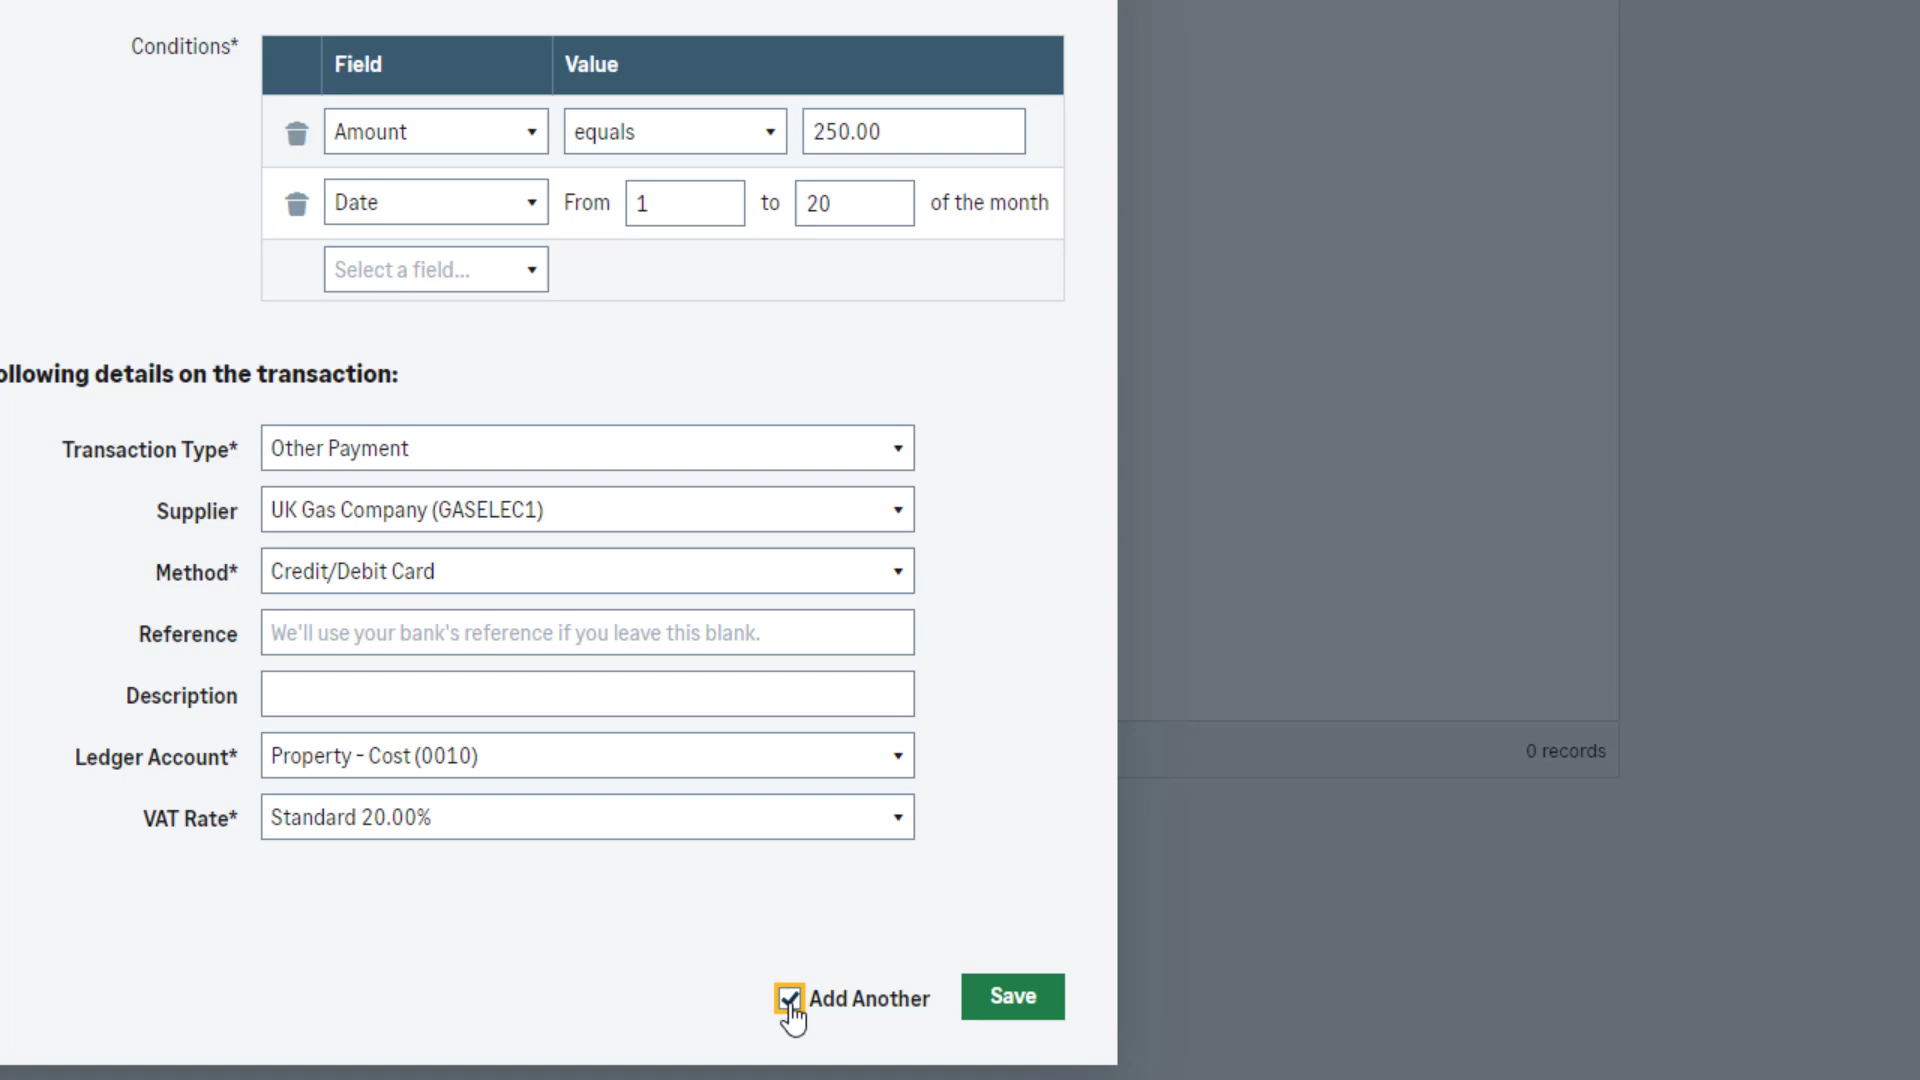 Conditions*
Field Value
Amount equals 250.00
Date From 1 to 20 of the month
Select a field...
ollowing details on the transaction:
Transaction Type* Other Payment
Supplier UK Gas Company (GASELEC1)
Method* Credit/Debit Card
Reference We'll use your bank's reference if you leave this blank.
Description
Ledger Account* Property - Cost (0010)
0 records
VAT Rate* Standard 20.00%
Add Another Save